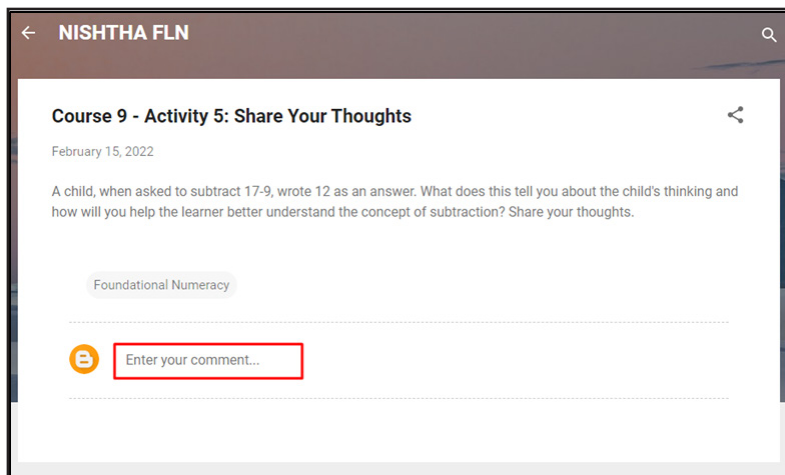 NISHTHA FLN
Course 9 - Activity 5: Share Your Thoughts
February 15, 2022
A child, when asked to subtract 17-9, wrote 12 as an answer. What does this tell you about the child's thinking and
how will you help the learner better understand the concept of subtraction? Share your thoughts.
Foundational Numeracy
Enter your comment...